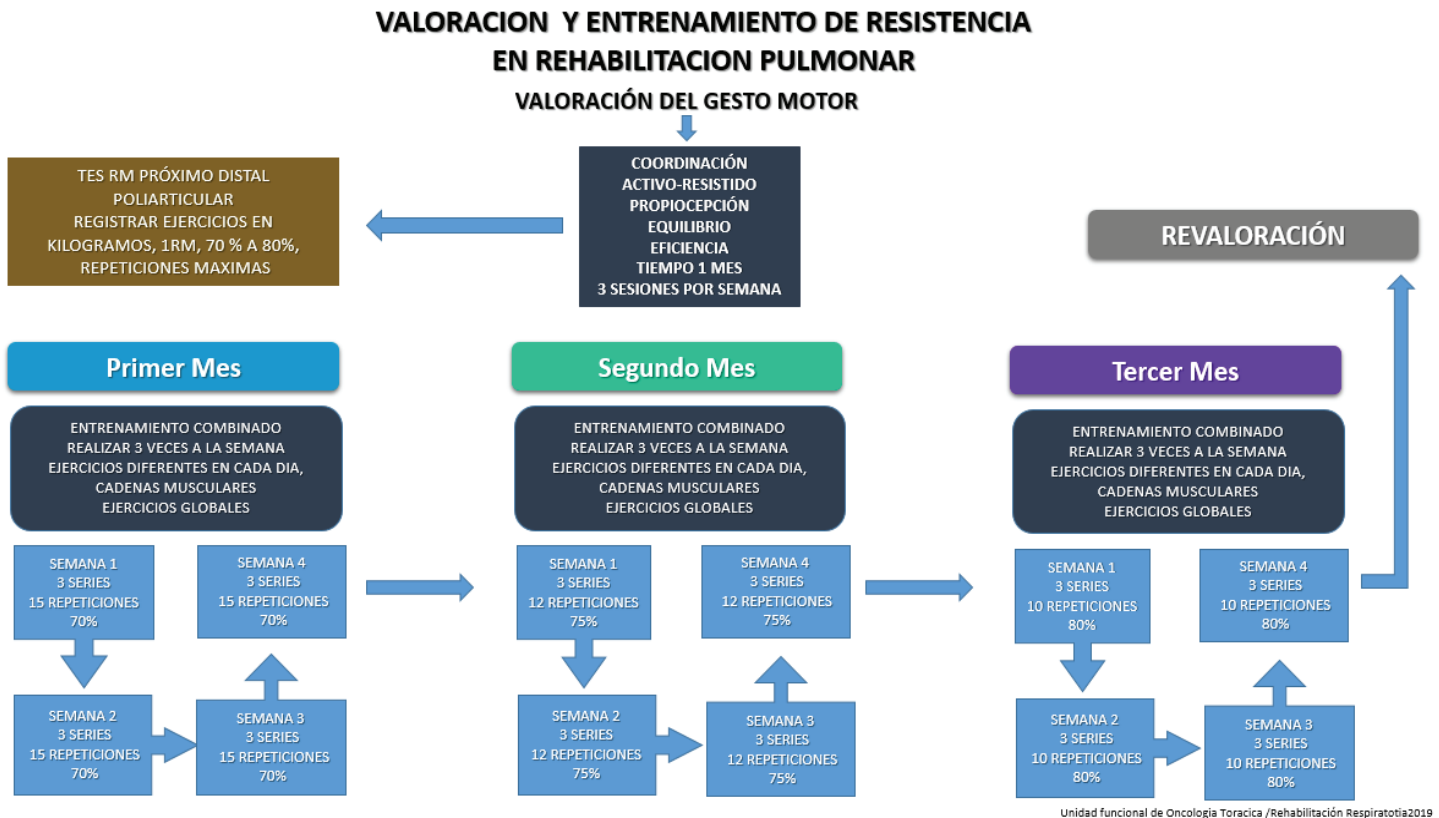 VALORACION Y ENTRENAMIENTO DE RESISTENCIA
EN REHABILITACION PULMONAR
VALORACIÓN DEL GESTO MOTOR
COORDINACIÓN
ACTIVO-RESISTIDO
PROPIOCEPCIÓN
EQUILIBRIO
EFICIENCIA
TIEMPO 1 MES
3 SESIONES POR SEMANA
TES RM PRÓXIMO DISTAL
POLIARTICULAR
REGISTRAR EJERCICIOS EN
KILOGRAMOS, 1RM, 70 % A 80%,
REPETICIONES MAXIMAS
REVALORACIÓN
Primer Mes
ENTRENAMIENTO COMBINADO
REALIZAR 3 VECES A LA SEMANA
EJERCICIOS DIFERENTES EN CADA DIA,
CADENAS MUSCULARES
EJERCICIOS GLOBALES
SEMANA 1
3 SERIES
15 REPETICIONES
70%
SEMANA 2
3 SERIES
15 REPETICIONES
70%
SEMANA 3
3 SERIES
15 REPETICIONES
70%
SEMANA 4
3 SERIES
15 REPETICIONES
70%
Segundo Mes
ENTRENAMIENTO COMBINADO
REALIZAR 3 VECES A LA SEMANA
EJERCICIOS DIFERENTES EN CADA DIA,
CADENAS MUSCULARES
EJERCICIOS GLOBALES
SEMANA 1
3 SERIES
12 REPETICIONES
75%
SEMANA 2
3 SERIES
12 REPETICIONES
75%
SEMANA 3
3 SERIES
12 REPETICIONES
75%
SEMANA 4
3 SERIES
12 REPETICIONES
75%
Tercer Mes
ENTRENAMIENTO COMBINADO
REALIZAR 3 VECES A LA SEMANA
EJERCICIOS DIFERENTES EN CADA DIA,
CADENAS MUSCULARES
EJERCICIOS GLOBALES
SEMANA 1
3 SERIES
10 REPETICIONES
80%
SEMANA 2
3 SERIES
10 REPETICIONES
80%
SEMANA 3
3 SERIES
10 REPETICIONES
80%
SEMANA 4
3 SERIES
10 REPETICIONES
80%
Unidad funcional de Oncologia Toracica /Rehabilitación Respiratotia2019